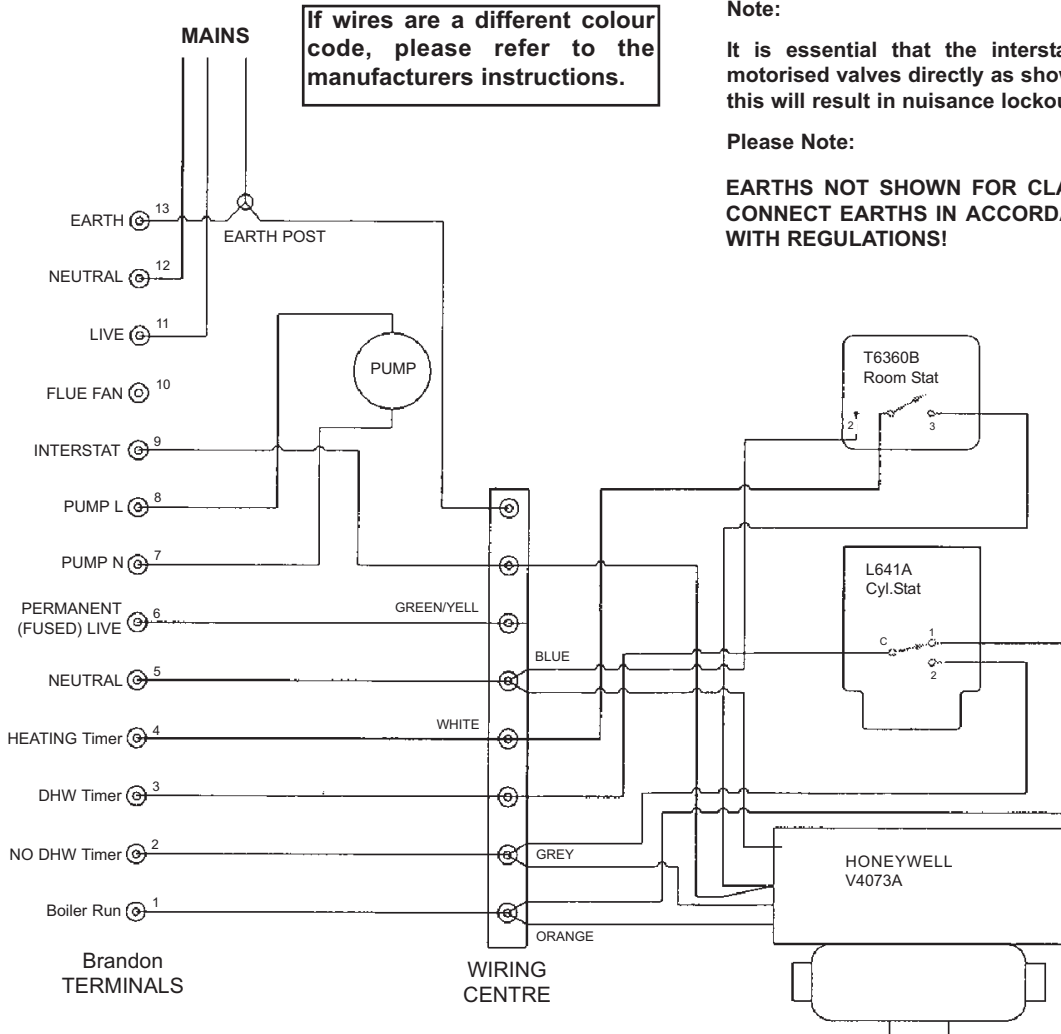 MAINS
If wires are a different colour
code, please refer to the
manufacturers instructions.
Note:
It is essential that the
motorised valves directly as
this will result in nuisance
Please Note:
EARTHS NOT SHOWN FOR
CONNECT EARTHS IN
WITH REGULATIONS!
EARTH 13
EARTH POST
NEUTRAL 12
LIVE 11
FLUE FAN 10
INTERSTAT 9
PUMP L 8
PUMP N 7
PERMANENT
(FUSED) LIVE 6
NEUTRAL 5
HEATING Timer 4
DHW Timer 3
NO DHW Timer 2
Boiler Run 1
Brandon
TERMINALS
PUMP
GREEN/YELL
BLUE
WHITE
GREY
ORANGE
WIRING
CENTRE
T6360B
Room Stat
2
3
L641A
Cyl.Stat
C
1
2
HONEYWELL
V4073A